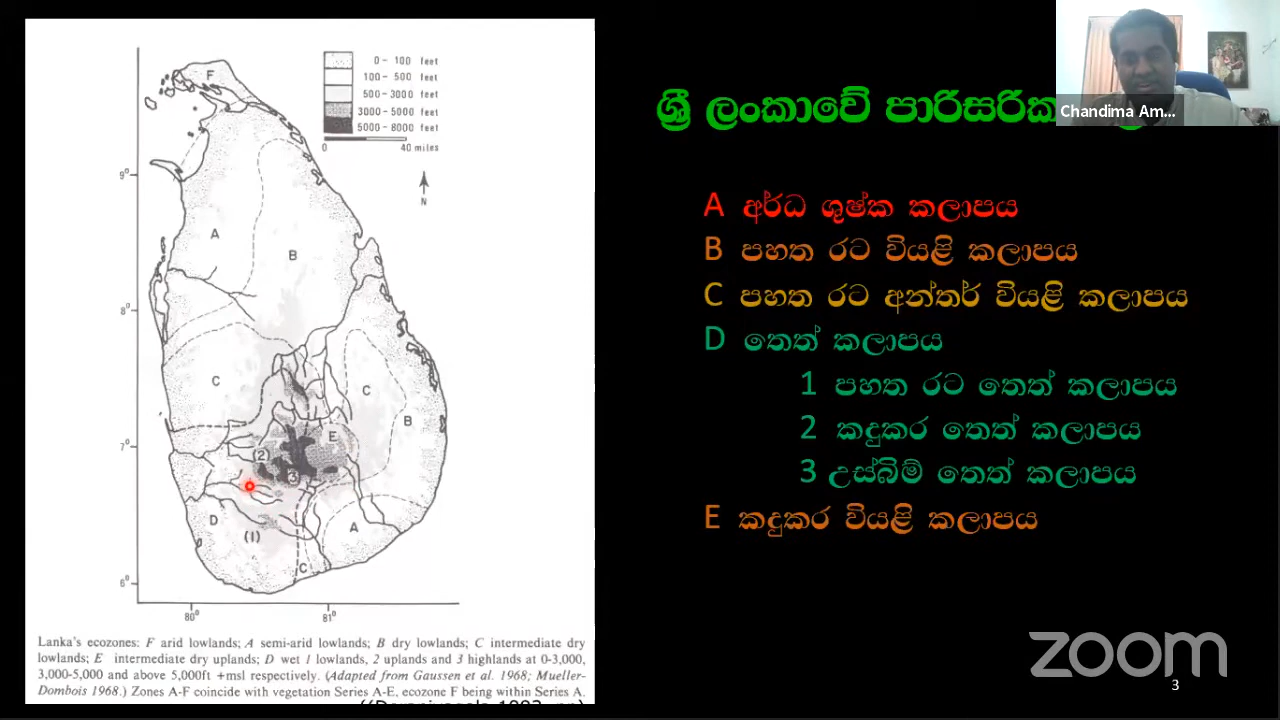 0 – 100 feet
100 – 500 feet
500 – 3000 feet
3000 – 5000 feet
5000 – 8000 feet
0 40 miles
N
F
9°
A
B
8°
C
C
B
7°
E
(2)
3
D
(1)
A
C
6°
80° 81°
Lanka's ecozones: F arid lowlands; A semi-arid lowlands; B dry lowlands; C intermediate dry
lowlands; E intermediate dry uplands; D wet 1 lowlands, 2 uplands and 3 highlands at 0-3,000,
3,000-5,000 and above 5,000ft +msl respectively. (Adapted from Gaussen et al. 1968; Mueller-
Dombois 1968.) Zones A-F coincide with vegetation Series A-E, ecozone F being within Series A.
ශ්‍රී ලංකාවේ පාරිසරික
A අර්ධ ශුෂ්ක කලාපය
B පහත රට වියළි කලාපය
C පහත රට අන්තර් වියළි කලාපය
D තෙත් කලාපය
1 පහත රට තෙත් කලාපය
2 කදුකර තෙත් කලාපය
3 උස්බිම් තෙත් කලාපය
E කදුකර වියළි කලාපය
Chandima Am...
zoom
3